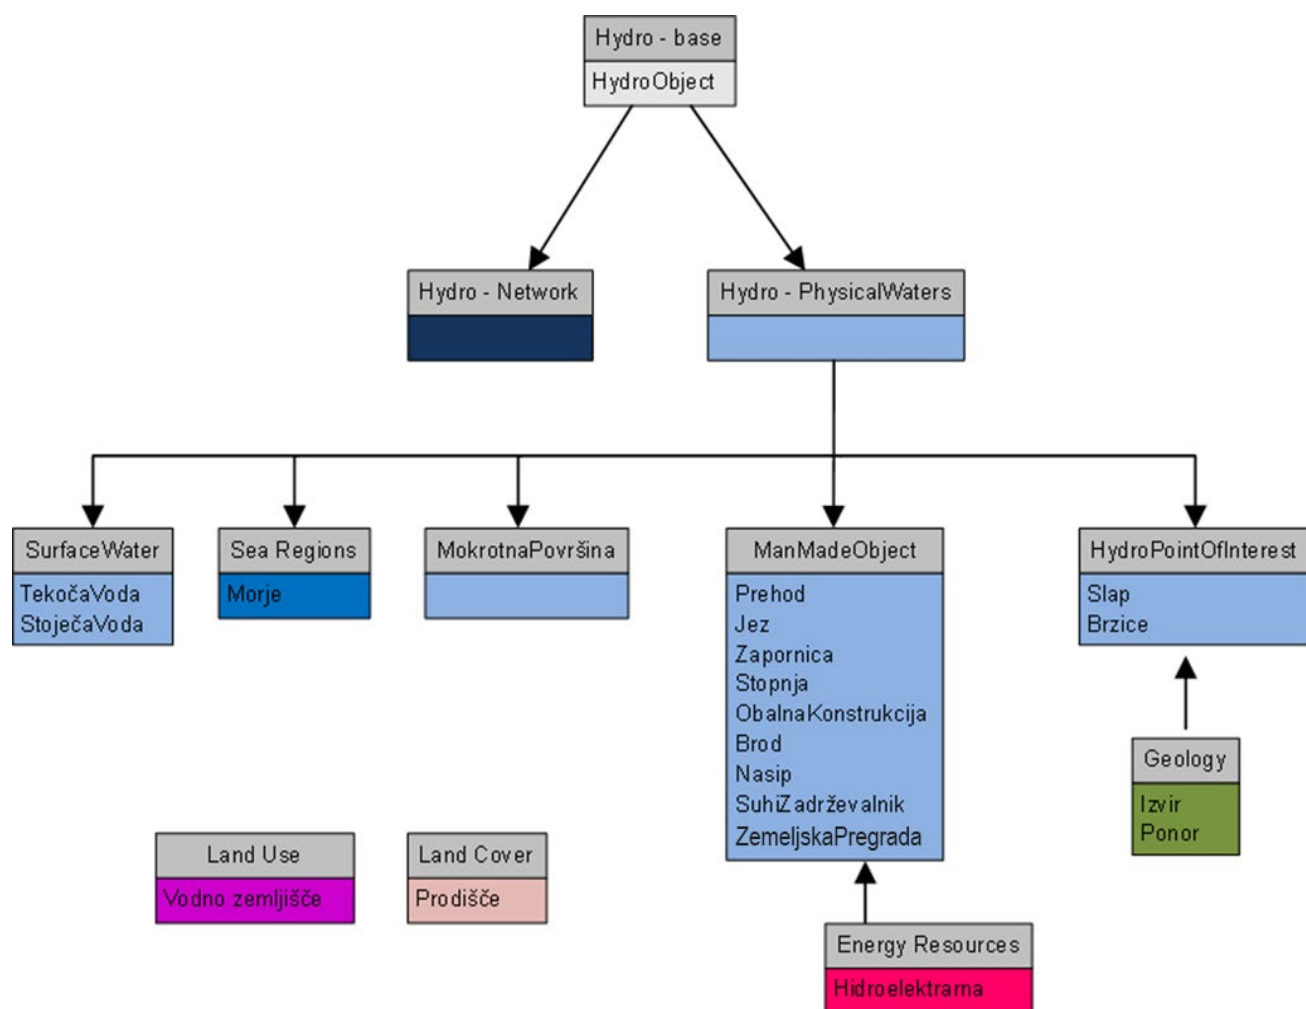 Hydro - base
HydroObject
Hydro - Network
Hydro - PhysicalWaters
SurfaceWater
TekočaVoda
StoječaVoda
Sea Regions
Morje
MokrotnaPovršina
ManMadeObject
Prehod
Jez
Zapornica
Stopnja
ObalnaKonstrukcija
Brod
Nasip
SuhiZadrževalnik
ZemeljskaPregrada
HydroPointOfInterest
Slap
Brzice
Geology
Izvir
Ponor
Land Use
Vodno zemljišče
Land Cover
Prodišče
Energy Resources
Hidroelektrarna